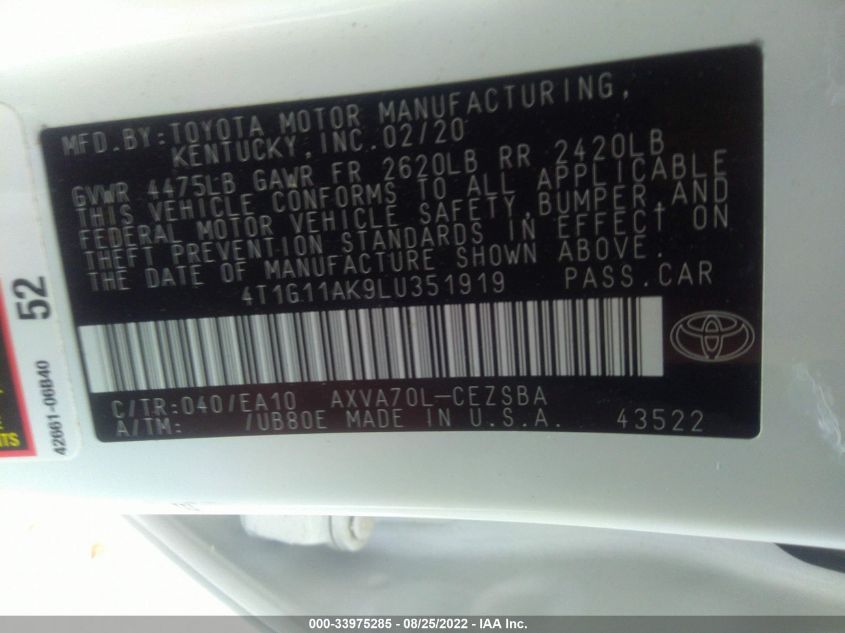 MFD.BY:TOYOTA MOTOR MANUFACTURING,
KENTUCKY, INC.02/20
GVWR 4475LB GAWR FR 2620LB RR 2420LB
THIS VEHICLE CONFORMS TO ALL APPLICABLE
FEDERAL MOTOR VEHICLE SAFETY,BUMPER,AND
THEFT PREVENTION STANDARDS IN EFFECT ON
THE DATE OF MANUFACTURE SHOWN ABOVE.
4T1G11AK9LU351919 PASS.CAR
C/TR:040/EA10 AXVA70L-CEZSBA
A/TM: /UB80E MADE IN U.S.A. 43522
52
42661-06B40
000-33975285 - 08/25/2022 - IAA Inc.